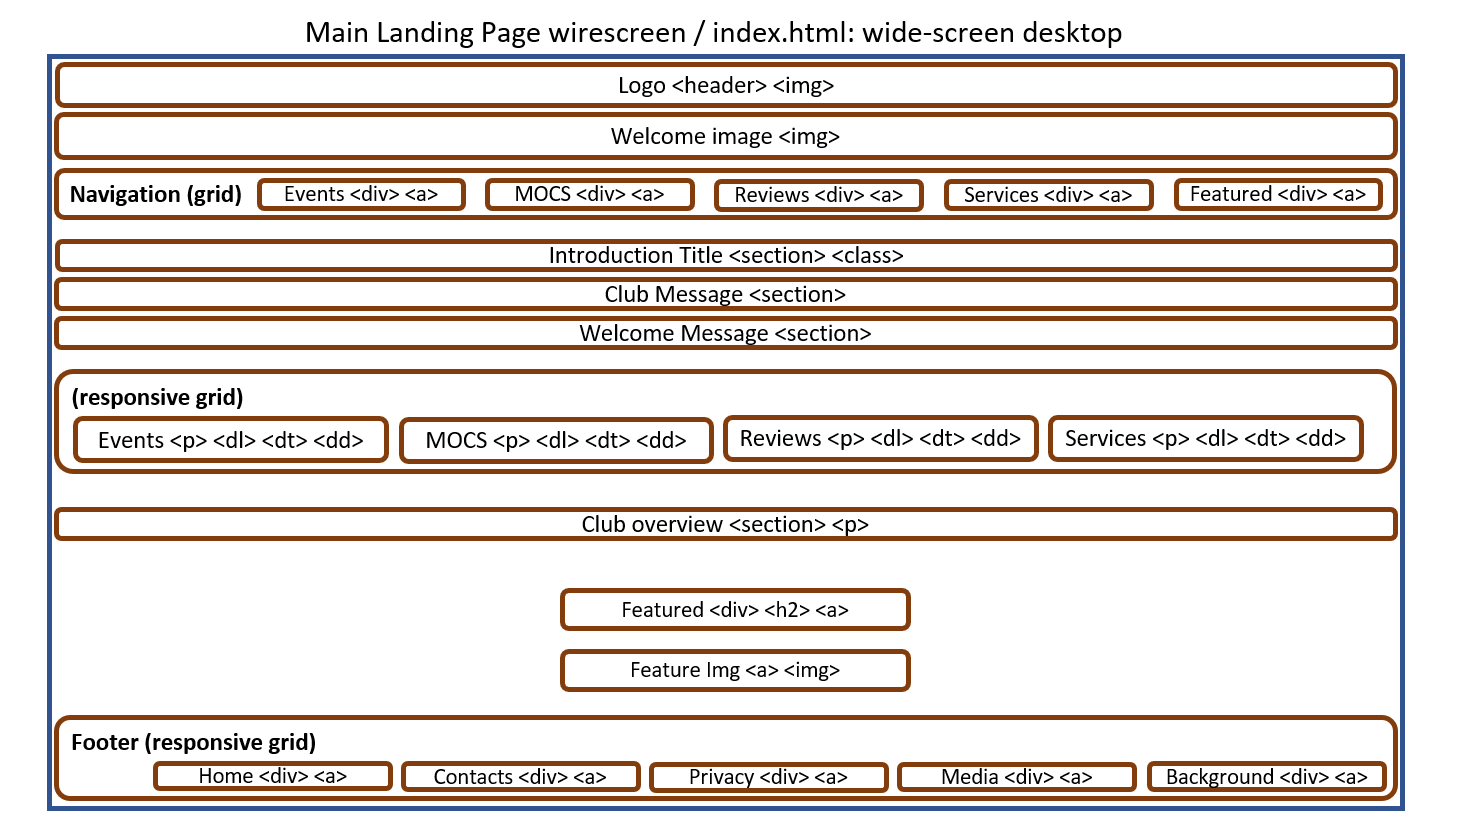 Main Landing Page wirescreen / index.html: wide-screen desktop
Logo <header> <img>
Welcome image <img>
Navigation (grid) Events <div> <a> MOCS <div> <a> Reviews <div> <a> Services <div> <a> Featured <div> <a>
Introduction Title <section> <class>
Club Message <section>
Welcome Message <section>
(responsive grid)
Events <p> <dl> <dt> <dd> MOCS <p> <dl> <dt> <dd> Reviews <p> <dl> <dt> <dd> Services <p> <dl> <dt> <dd>
Club overview <section> <p>
Featured <div> <h2> <a>
Feature Img <a> <img>
Footer (responsive grid)
Home <div> <a> Contacts <div> <a> Privacy <div> <a> Media <div> <a> Background <div> <a>